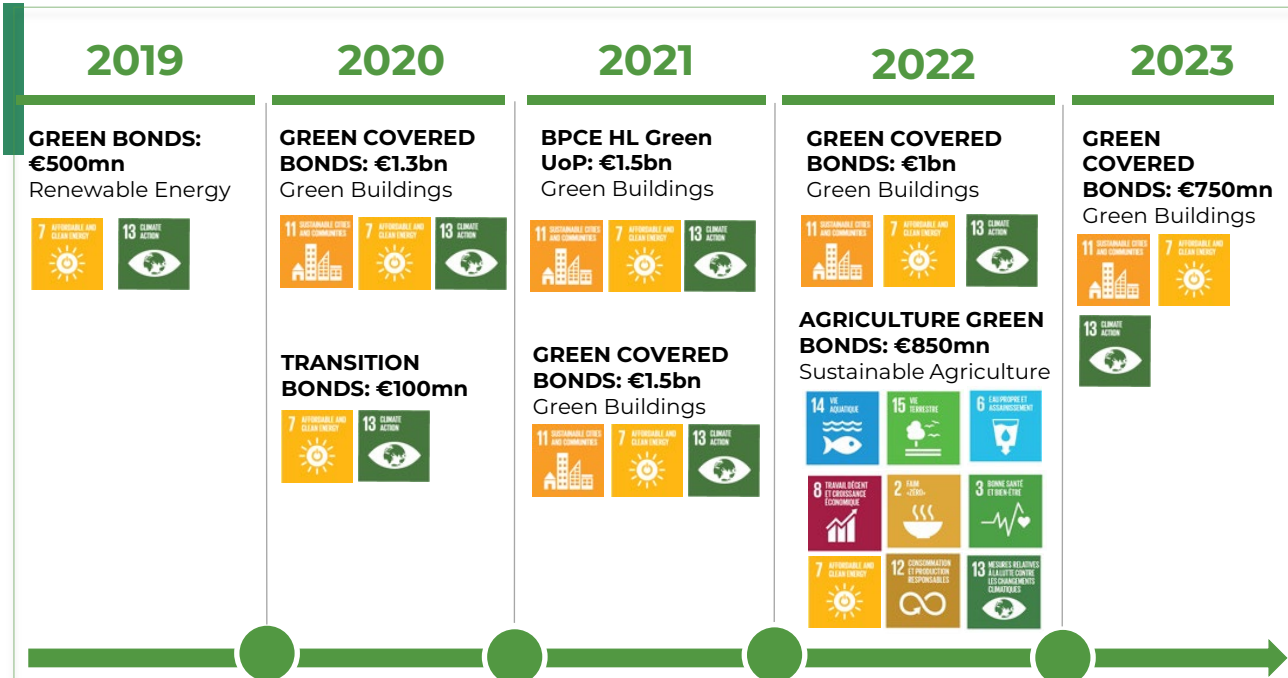 2019
GREEN BONDS:
€500mn
Renewable Energy
7 AFFORDABLE AND
CLEAN ENERGY
13 CLIMATE
ACTION
2020
GREEN COVERED
BONDS: €1.3bn
Green Buildings
11 SUSTAINABLE CITIES
AND COMMUNITIES
7 AFFORDABLE AND
CLEAN ENERGY
13 CLIMATE
ACTION
TRANSITION
BONDS: €100mn
7 AFFORDABLE AND
CLEAN ENERGY
13 CLIMATE
ACTION
2021
BPCE HL Green
UoP: €1.5bn
Green Buildings
11 SUSTAINABLE CITIES
AND COMMUNITIES
7 AFFORDABLE AND
CLEAN ENERGY
13 CLIMATE
ACTION
GREEN COVERED
BONDS: €1.5bn
Green Buildings
11 SUSTAINABLE CITIES
AND COMMUNITIES
7 AFFORDABLE AND
CLEAN ENERGY
13 CLIMATE
ACTION
2022
GREEN COVERED
BONDS: €1bn
Green Buildings
11 SUSTAINABLE CITIES
AND COMMUNITIES
7 AFFORDABLE AND
CLEAN ENERGY
13 CLIMATE
ACTION
AGRICULTURE GREEN
BONDS: €850mn
Sustainable Agriculture
14 VIE
AQUATIQUE
15 VIE
TERRESTRE
6 EAU PROPRE ET
ASSAINISSEMENT
8 TRAVAIL DÉCENT
ET CROISSANCE
ÉCONOMIQUE
2 FAIM
«ZÉRO»
3 BONNE SANTÉ
ET BIEN-ÊTRE
7 AFFORDABLE AND
CLEAN ENERGY
12 CONSOMMATION
ET PRODUCTION
RESPONSABLES
13 MESURES RELATIVES
À LA LUTTE CONTRE
LES CHANGEMENTS
CLIMATIQUES
2023
GREEN
COVERED
BONDS: €750mn
Green Buildings
11 SUSTAINABLE CITIES
AND COMMUNITIES
7 AFFORDABLE AND
CLEAN ENERGY
13 CLIMATE
ACTION